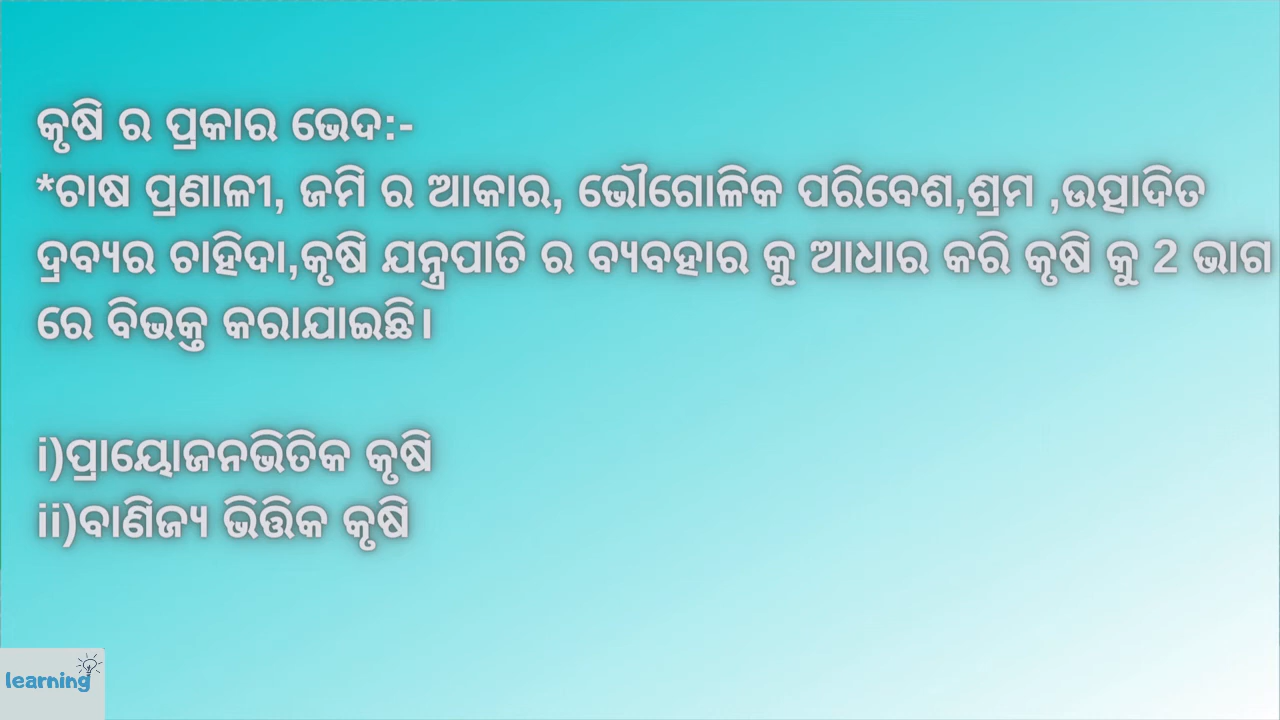 କୃଷି ର ପ୍ରକାର ଭେଦ:-
*ଚାଷ ପ୍ରଣାଳୀ, ଜମି ର ଆକାର, ଭୌଗୋଳିକ ପରିବେଶ,ଶ୍ରମ ,ଉତ୍ପାଦିତ
ଦ୍ରବ୍ୟର ଚାହିଦା,କୃଷି ଯନ୍ତ୍ରପାତି ର ବ୍ୟବହାର କୁ ଆଧାର କରି କୃଷି କୁ 2 ଭାଗ
ରେ ବିଭକ୍ତ କରାଯାଇଛି।
i)ପ୍ରାୟୋଜନଭିତିକ କୃଷି
ii)ବାଣିଜ୍ୟ ଭିତ୍ତିକ କୃଷି
learning